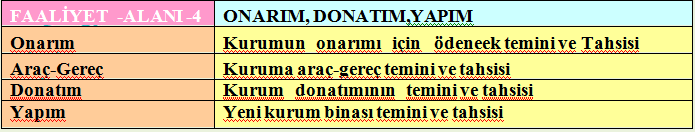 FAALİYET -ALANI-4 ONARIM, DONATIM,YAPIM
Onarım Kurumun onarımı için ödeneek temini ve Tahsisi
Araç-Gereç Kuruma araç-gereç temini ve tahsisi
Donatım Kurum donatımının temini ve tahsisi
Yapım Yeni kurum binası temini ve tahsisi